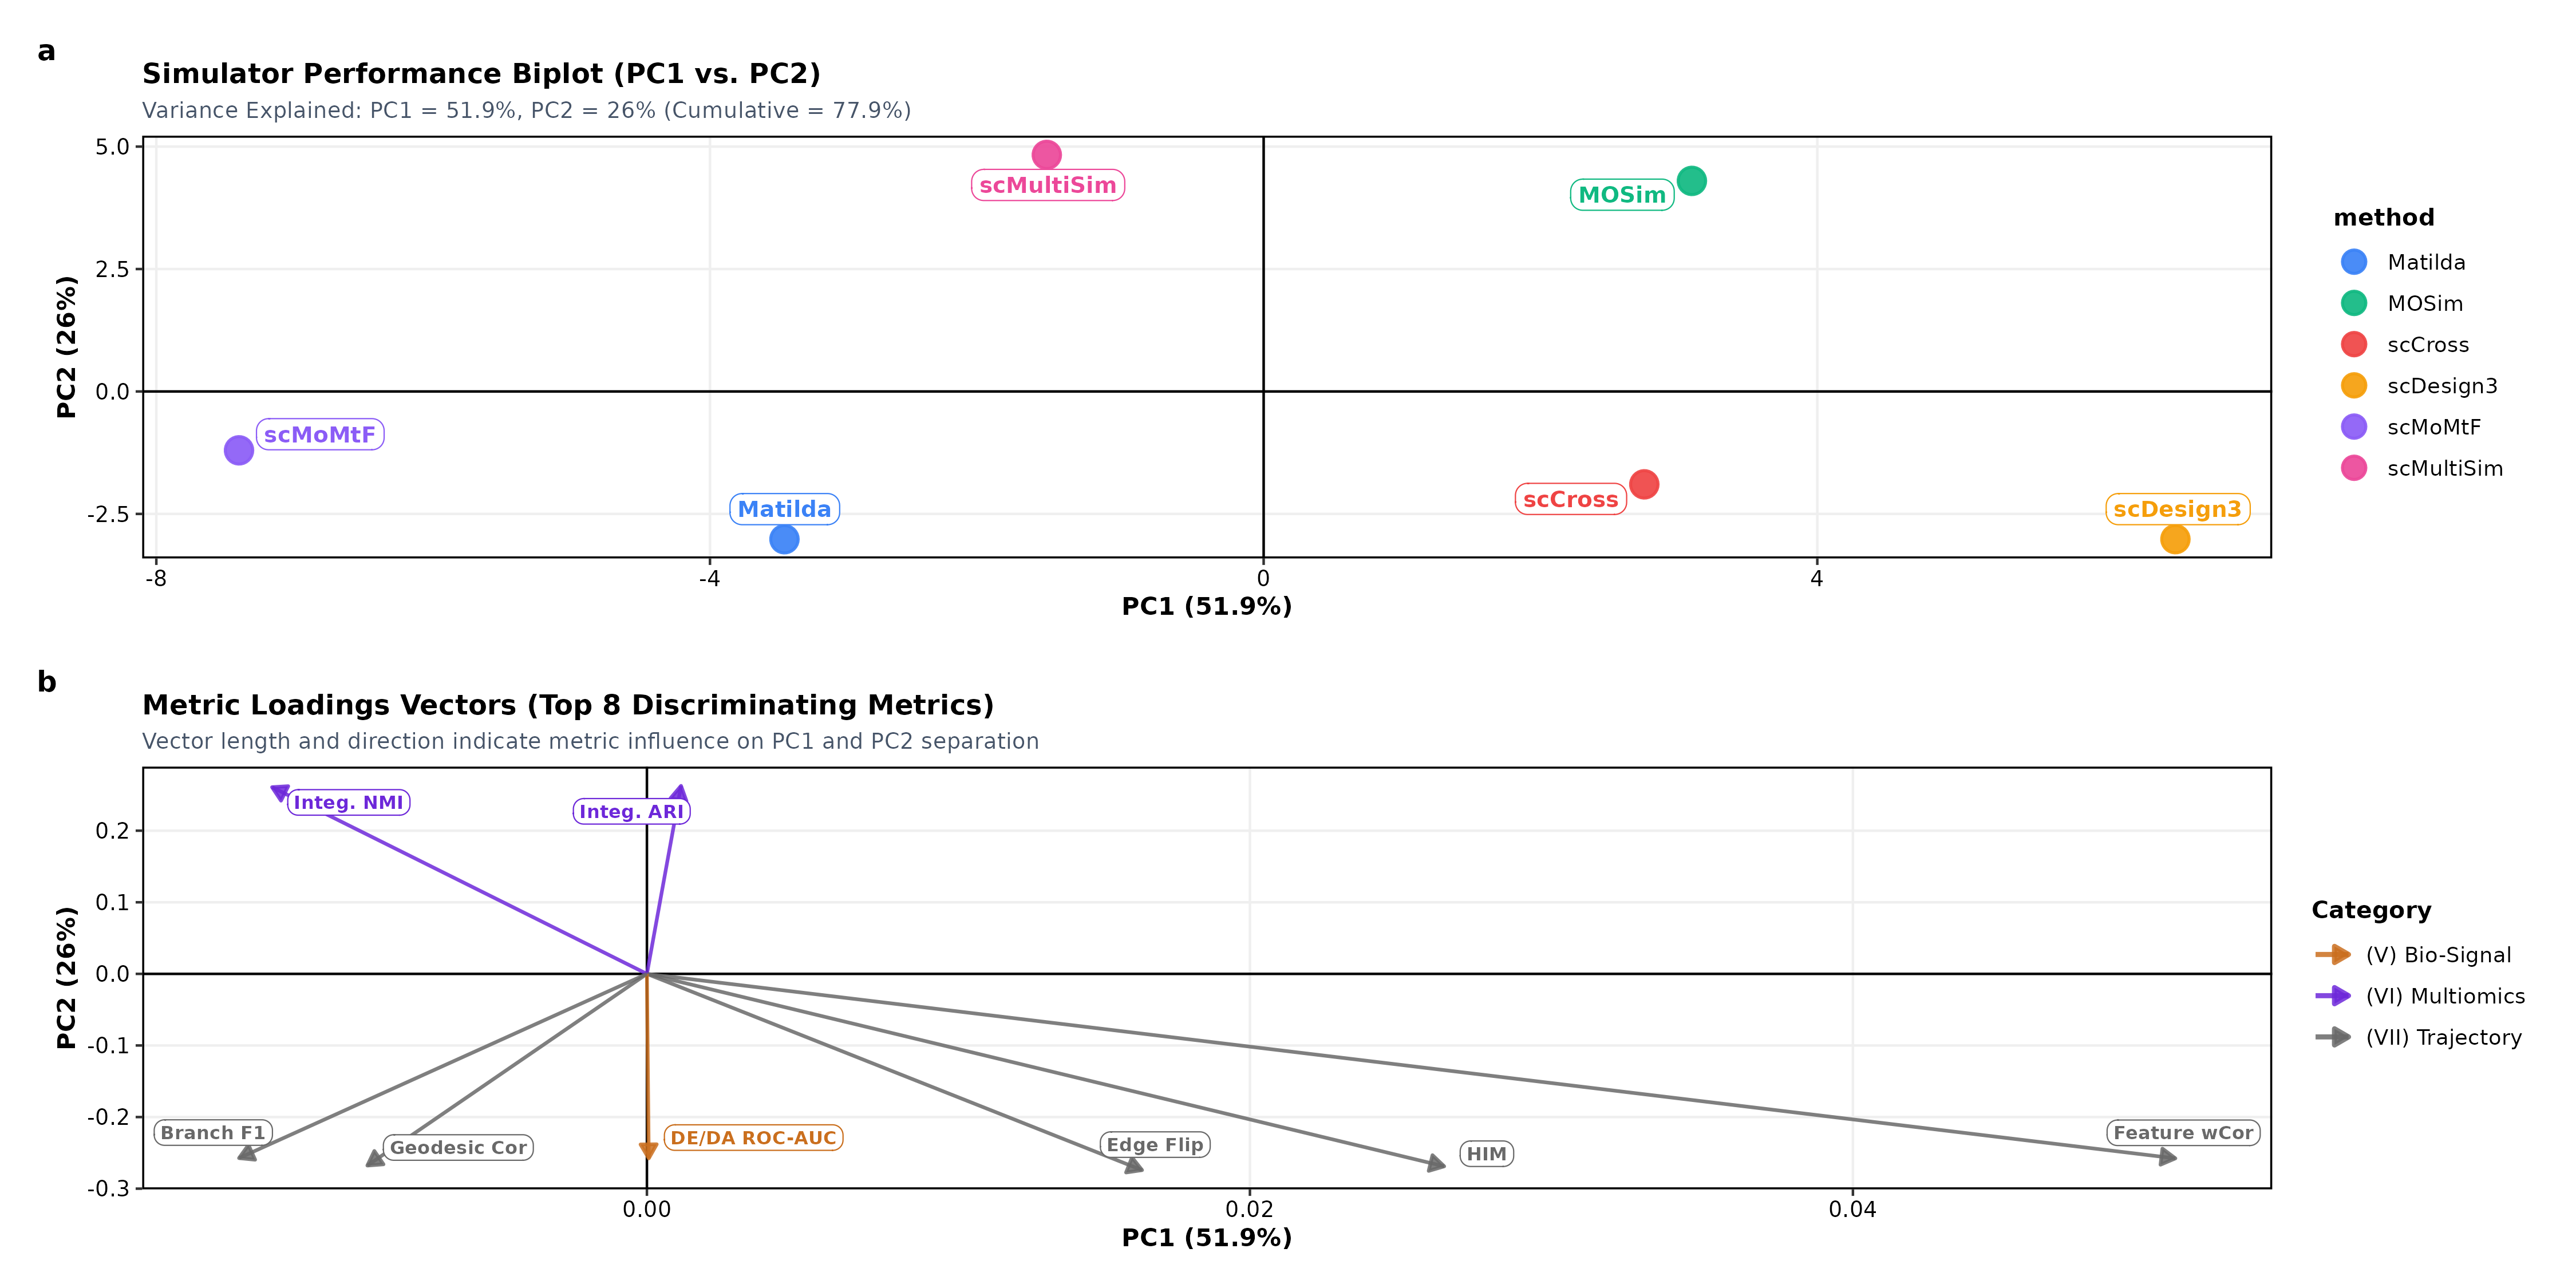 a
Simulator Performance Biplot (PC1 vs. PC2)
Variance Explained: PC1 = 51.9%, PC2 = 26% (Cumulative = 77.9%)
PC2 (26%)
5.0
2.5
0.0
-2.5
scMultiSim
MOSim
scMoMtF
Matilda
scCross
scDesign3
-8
-4
0
4
PC1 (51.9%)
method
Matilda
MOSim
scCross
scDesign3
scMoMtF
scMultiSim
b
Metric Loadings Vectors (Top 8 Discriminating Metrics)
Vector length and direction indicate metric influence on PC1 and PC2 separation
PC2 (26%)
0.2
0.1
0.0
-0.1
-0.2
-0.3
Integ. NMI
Integ. ARI
Branch F1
Geodesic Cor
DE/DA ROC-AUC
Edge Flip
HIM
Feature wCor
0.00
0.02
0.04
PC1 (51.9%)
Category
(V) Bio-Signal
(VI) Multiomics
(VII) Trajectory